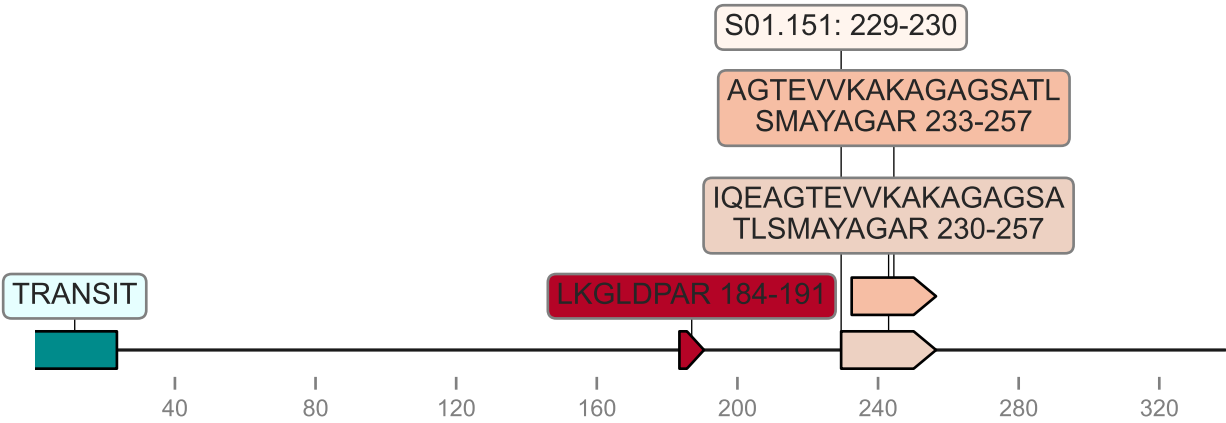 S01.151: 229-230
AGTEVVKAKAGAGSATL
SMAYAGAR 233-257
IQEAGTEVVKAKAGAGSA
TLSMAYAGAR 230-257
TRANSIT
LKGLDPAR 184-191
40 80 120 160 200 240 280 320